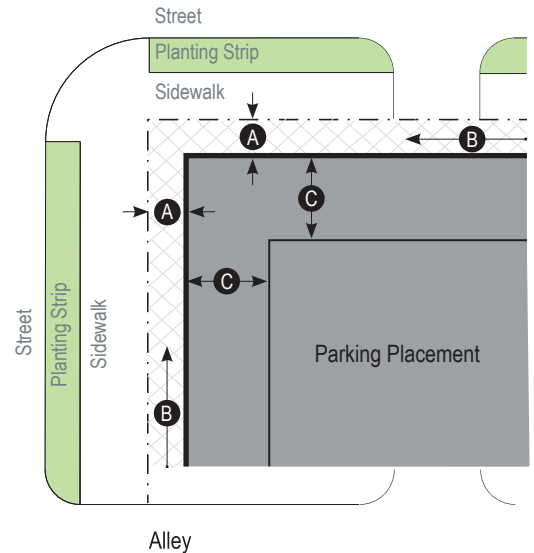 Street
Planting Strip
Sidewalk
A
B
A
C
C
Street
Planting Strip
Sidewalk
Parking Placement
B
Alley